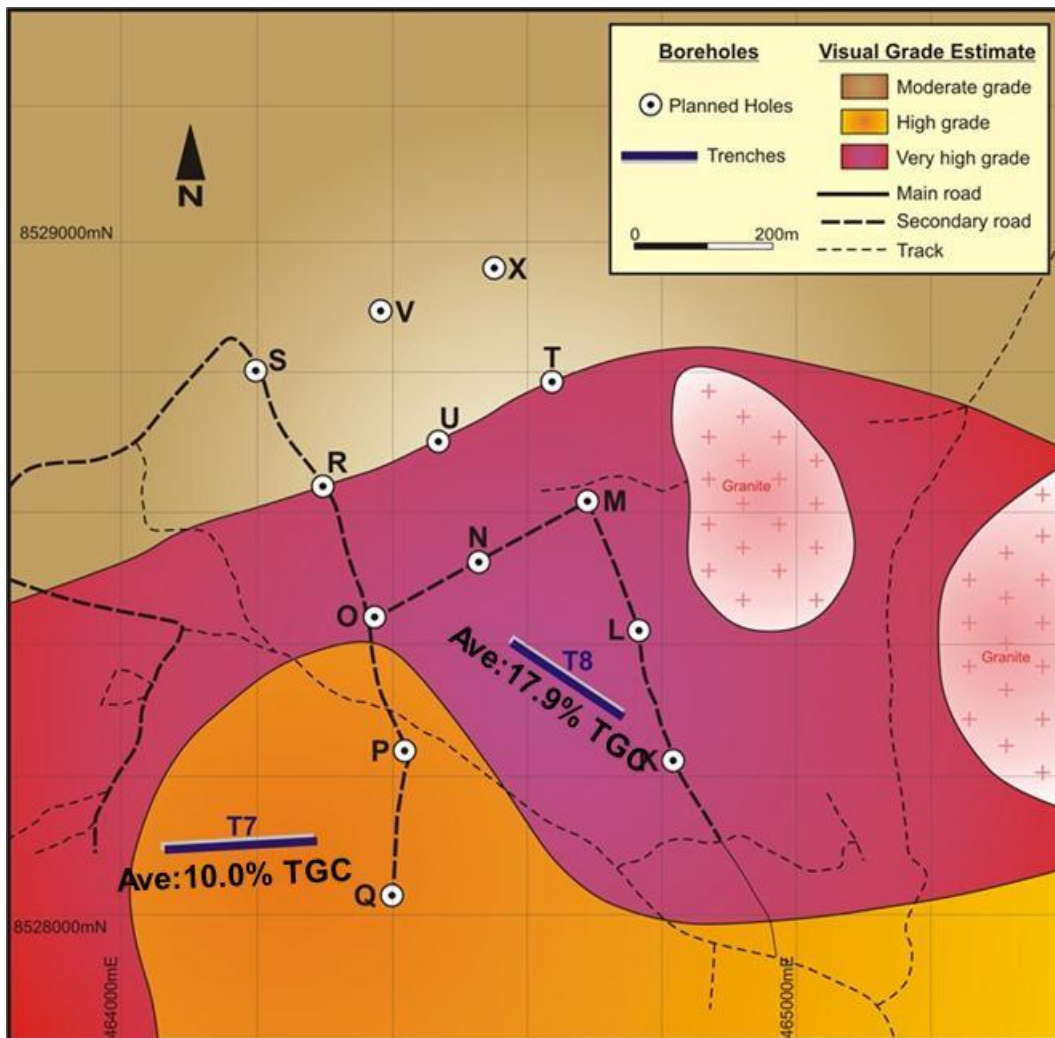 Boreholes
Planned Holes
Trenches
0 200m
Visual Grade Estimate
Moderate grade
High grade
Very high grade
Main road
Secondary road
Track
N
8529000mN
X
V
S
T
U
R
Granite
M
N
O
L
T8
Ave:17.9% TGC
Granite
P
K
T7
Ave:10.0% TGC
Q
8528000mN
464000mE
465000mE